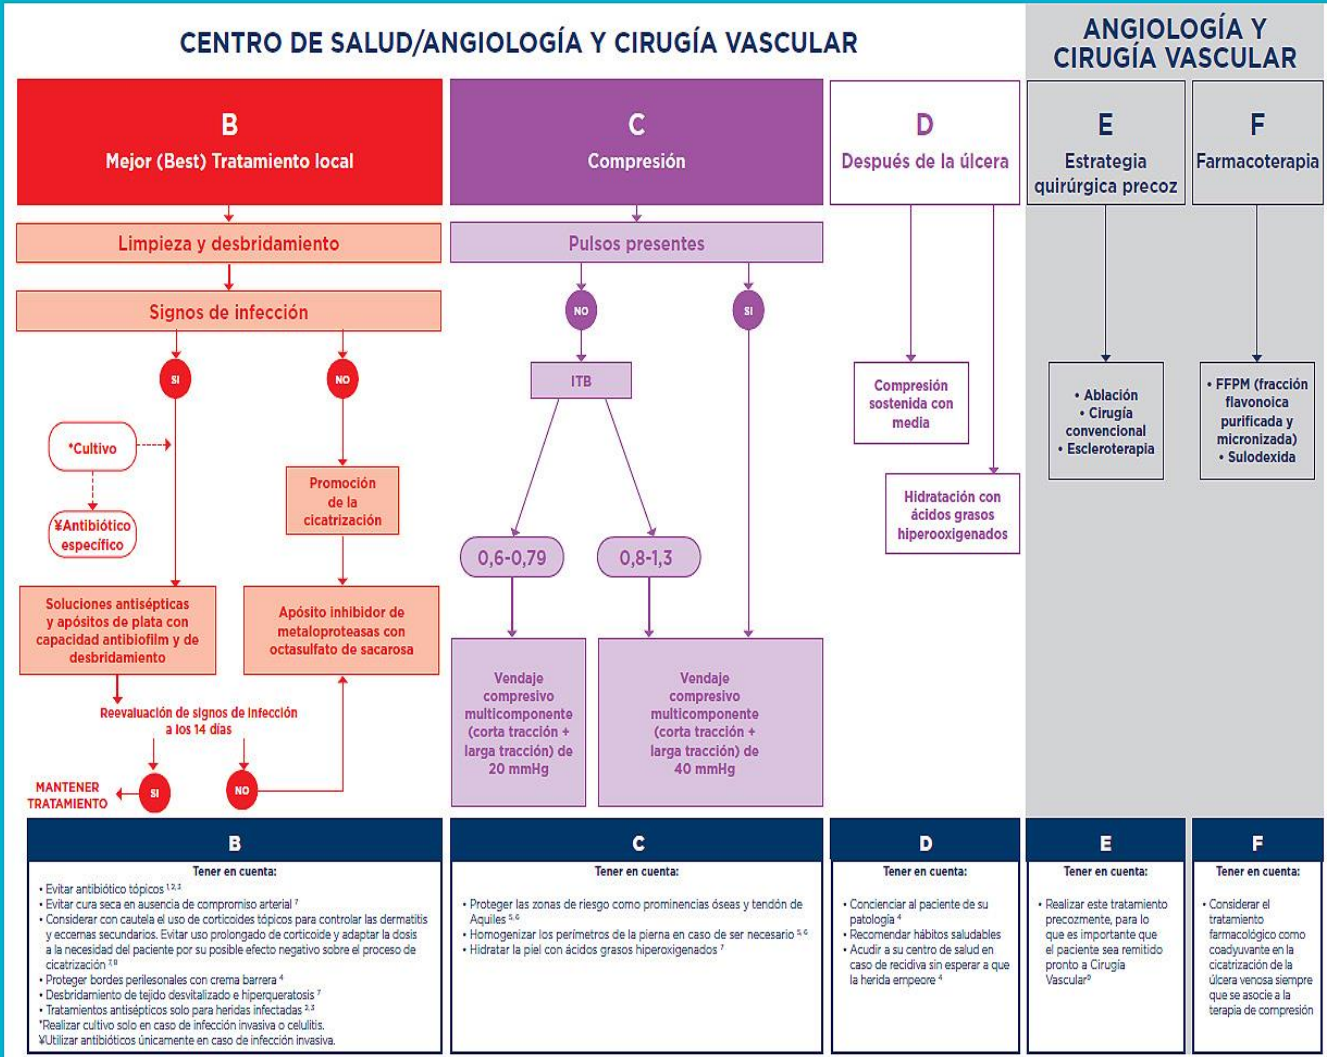 CENTRO DE SALUD/ANGIOLOGÍA Y CIRUGÍA VASCULAR
ANGIOLOGÍA Y
CIRUGÍA VASCULAR
B
Mejor (Best) Tratamiento local
Limpieza y desbridamiento
Signos de infección
SI
NO
*Cultivo
¥Antibiótico
específico
Promoción
de la
cicatrización
Soluciones antisépticas
y apósitos de plata con
capacidad antibiofilm y de
desbridamiento
Apósito inhibidor de
metaloproteasas con
octasulfato de sacarosa
Reevaluación de signos de infección
a los 14 días
SI
NO
MANTENER
TRATAMIENTO
C
Compresión
Pulsos presentes
NO
SI
ITB
0,6-0,79
0,8-1,3
Vendaje
compresivo
multicomponente
(corta tracción +
larga tracción) de
20 mmHg
Vendaje
compresivo
multicomponente
(corta tracción +
larga tracción) de
40 mmHg
D
Después de la úlcera
Compresión
sostenida con
media
Hidratación con
ácidos grasos
hiperooxigenados
E
Estrategia
quirúrgica precoz
• Ablación
• Cirugía
convencional
• Escleroterapia
F
Farmacoterapia
• FFPM (fracción
flavonoica
purificada y
micronizada)
• Sulodexida
B
Tener en cuenta:
• Evitar antibiótico tópicos 1,2,3
• Evitar cura seca en ausencia de compromiso arterial 7
• Considerar con cautela el uso de corticoides tópicos para controlar las dermatitis
y eccemas secundarios. Evitar uso prolongado de corticoide y adaptar la dosis
a la necesidad del paciente por su posible efecto negativo sobre el proceso de
cicatrización 7,8
• Proteger bordes perilesonales con crema barrera 4
• Desbridamiento de tejido desvitalizado e hiperqueratosis 7
• Tratamientos antisépticos solo para heridas infectadas 2,3
*Realizar cultivo solo en caso de infección invasiva o celulitis.
¥Utilizar antibióticos únicamente en caso de infección invasiva.
C
Tener en cuenta:
• Proteger las zonas de riesgo como prominencias óseas y tendón de
Aquiles 5,6
• Homogenizar los perímetros de la pierna en caso de ser necesario 5,6
• Hidratar la piel con ácidos grasos hiperoxigenados 7
D
Tener en cuenta:
• Concienciar al paciente de su
patología 4
• Recomendar hábitos saludables
• Acudir a su centro de salud en
caso de recidiva sin esperar a que
la herida empeore 4
E
Tener en cuenta:
• Realizar este tratamiento
precozmente, para lo
que es importante que
el paciente sea remitido
pronto a Cirugía
Vascular9
F
Tener en cuenta:
• Considerar el
tratamiento
farmacológico como
coadyuvante en la
cicatrización de la
úlcera venosa siempre
que se asocie a la
terapia de compresión